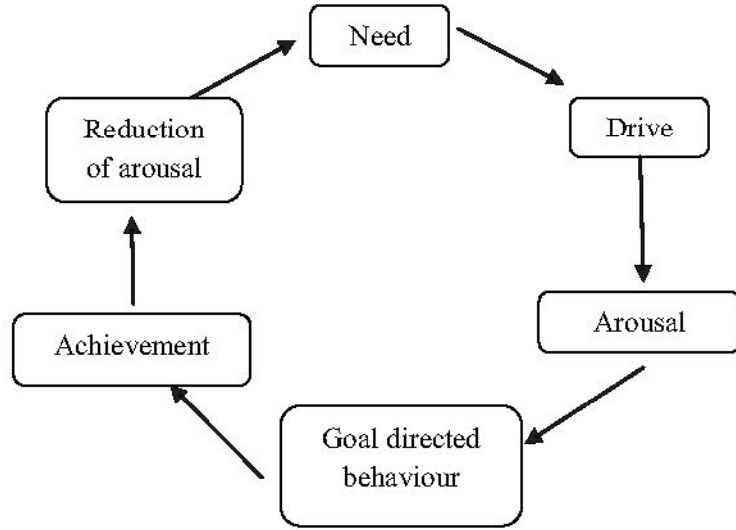 Need
Drive
Arousal
Goal directed
behaviour
Achievement
Reduction
of arousal